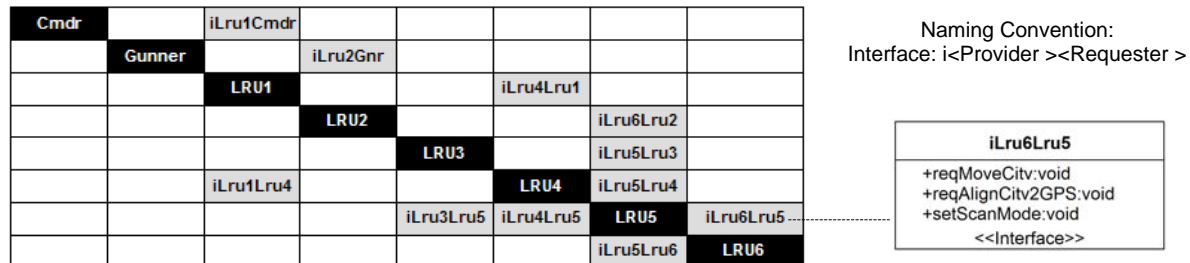 Cmdr iLru1Cmdr
Gunner iLru2Gnr
LRU1 iLru4Lru1
LRU2 iLru6Lru2
LRU3 iLru5Lru3
iLru1Lru4 LRU4 iLru5Lru4
iLru3Lru5 iLru4Lru5 LRU5 iLru6Lru5
iLru5Lru6 LRU6
Naming Convention:
Interface: i<Provider ><Requester >
iLru6Lru5
+reqMoveCitv:void
+reqAlignCitv2GPS:void
+setScanMode:void
<<Interface>>